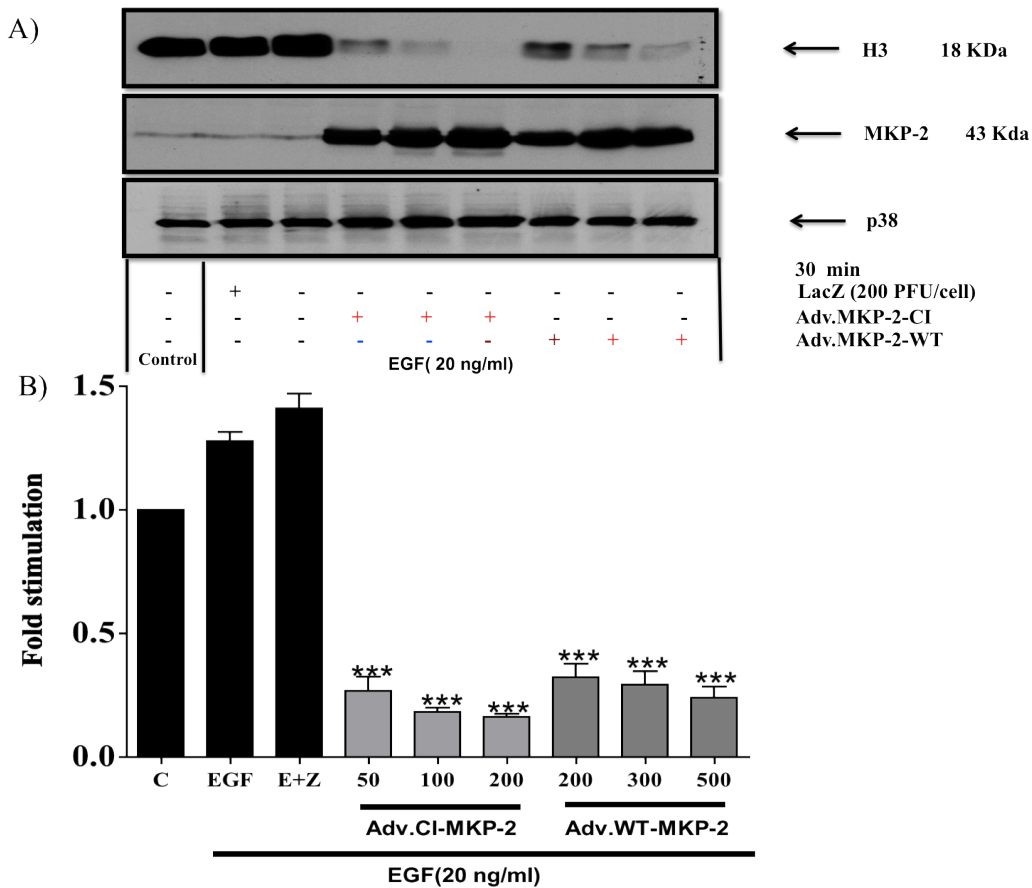 A)
H3 18 KDa
MKP-2 43 Kda
p38
30 min
- + - - - - - - - LacZ (200 PFU/cell)
- - - + + + - - - Adv.MKP-2-CI
- - - - - - + + + Adv.MKP-2-WT
Control EGF( 20 ng/ml)
B)
Fold stimulation
1.5
1.0
0.5
0.0
*** *** *** *** *** ***
C EGF E+Z 50 100 200 200 300 500
Adv.CI-MKP-2 Adv.WT-MKP-2
EGF(20 ng/ml)